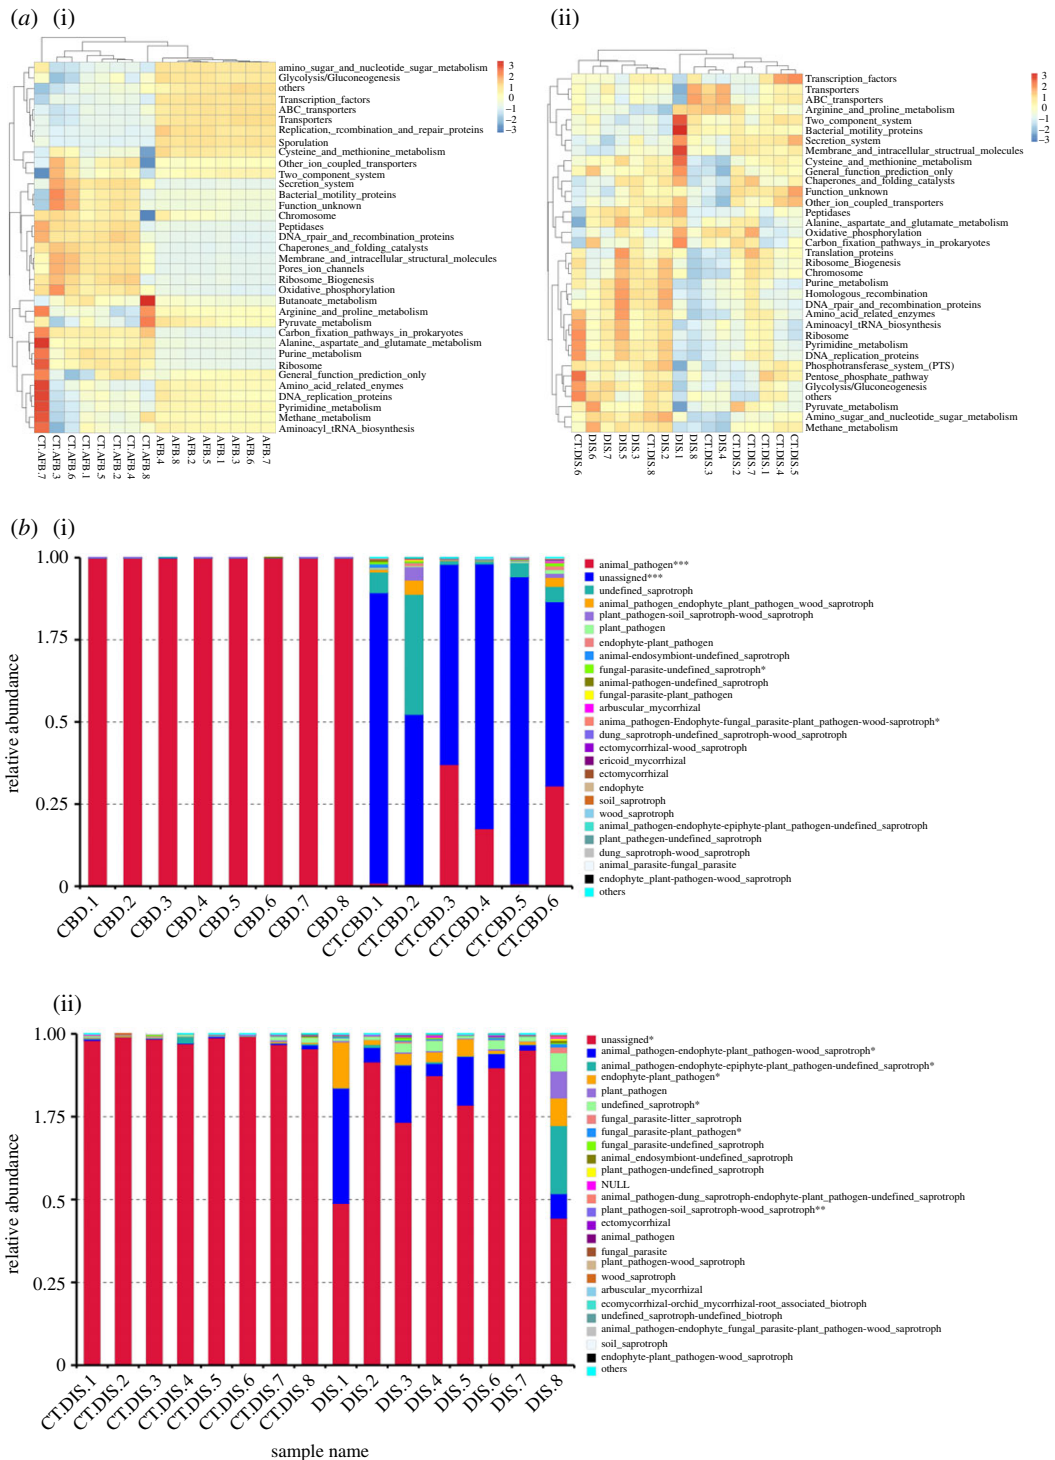 (a) (i)
amino_sugar_and_nucleotide_sugar_metabolism
Glycolysis/Gluconeogenesis
others
Transcription_factors
ABC_transporters
Transporters
Replication,_rcombination_and_repair_proteins
Sporulation
Cysteine_and_methionine_metabolism
Other_ion_coupled_transporters
Two_component_system
Secretion_system
Bacterial_motility_proteins
Function_unknown
Chromosome
Peptidases
DNA_rpair_and_recombination_proteins
Chaperones_and_folding_catalysts
Membrane_and_intracellular_structural_molecules
Pores_ion_channels
Ribosome_Biogenesis
Oxidative_phosphorylation
Butanoate_metabolism
Arginine_and_proline_metabolism
Pyruvate_metabolism
Carbon_fixation_pathways_in_prokaryotes
Alanine,_aspartate_and_glutamate_metabolism
Purine_metabolism
Ribosome
General_function_prediction_only
Amino_acid_related_enymes
DNA_replication_proteins
Pyrimidine_metabolism
Methane_metabolism
Aminoacyl_tRNA_biosynthesis
3
2
1
0
−1
−2
−3
CT.AFB.7
CT.AFB.3
CT.AFB.6
CT.AFB.1
CT.AFB.5
CT.AFB.2
CT.AFB.4
CT.AFB.8
AFB.4
AFB.8
AFB.2
AFB.5
AFB.1
AFB.3
AFB.6
AFB.7
(ii)
Transcription_factors
Transporters
ABC_transporters
Arginine_and_proline_metabolism
Two_component_system
Bacterial_motility_proteins
Secretion_system
Membrane_and_intracellular_structrual_molecules
Cysteine_and_methionine_metabolism
General_function_prediction_only
Chaperones_and_folding_catalysts
Function_unknown
Other_ion_coupled_transporters
Peptidases
Alanine,_aspartate_and_glutamate_metabolism
Oxidative_phosphorylation
Carbon_fixation_pathways_in_prokaryotes
Translation_proteins
Ribosome_Biogenesis
Chromosome
Purine_metabolism
Homologous_recombination
DNA_rpair_and_recombination_proteins
Amino_acid_related_enzymes
Aminoacyl_tRNA_biosynthesis
Ribosome
Pyrimidine_metabolism
DNA_replication_proteins
Phosphotransferase_system_(PTS)
Pentose_phosphate_pathway
Glycolysis/Gluconeogenesis
others
Pyruvate_metabolism
Amino_sugar_and_nucleotide_sugar_metabolism
Methane_metabolism
3
2
1
0
−1
−2
−3
CT.DIS.6
DIS.6
DIS.7
DIS.5
DIS.3
CT.DIS.8
DIS.2
DIS.1
DIS.8
CT.DIS.3
DIS.4
CT.DIS.2
CT.DIS.7
CT.DIS.1
CT.DIS.4
CT.DIS.5
(b) (i)
relative abundance
1.00
1.75
0.5
0.25
0
CBD.1
CBD.2
CBD.3
CBD.4
CBD.5
CBD.6
CBD.7
CBD.8
CT.CBD.1
CT.CBD.2
CT.CBD.3
CT.CBD.4
CT.CBD.5
CT.CBD.6
animal_pathogen***
unassigned***
undefined_saprotroph
animal_pathogen_endophyte_plant_pathogen_wood_saprotroph
plant_pathogen-soil_saprotroph-wood_saprotroph
plant_pathogen
endophyte-plant_pathogen
animal-endosymbiont-undefined_saprotroph
fungal-parasite-undefined_saprotroph*
animal-pathogen-undefined_saprotroph
fungal-parasite-plant_pathogen
arbuscular_mycorrhizal
anima_pathogen-Endophyte-fungal_parasite-plant_pathogen-wood-saprotroph*
dung_saprotroph-undefined_saprotroph-wood_saprotroph
ectomycorrhizal-wood_saprotroph
ericoid_mycorrhizal
ectomycorrhizal
endophyte
soil_saprotroph
wood_saprotroph
animal_pathogen-endophyte-epiphyte-plant_pathogen-undefined_saprotroph
plant_pathegen-undefined_saprotroph
dung_saprotroph-wood_saprotroph
animal_parasite-fungal_parasite
endophyte_plant-pathogen-wood_saprotroph
others
(ii)
relative abundance
1.00
1.75
0.5
0.25
0
CT.DIS.1
CT.DIS.2
CT.DIS.3
CT.DIS.4
CT.DIS.5
CT.DIS.6
CT.DIS.7
CT.DIS.8
DIS.1
DIS.2
DIS.3
DIS.4
DIS.5
DIS.6
DIS.7
DIS.8
sample name
unassigned*
animal_pathogen-endophyte-plant_pathogen-wood_saprotroph*
animal_pathogen-endophyte-epiphyte-plant_pathogen-undefined_saprotroph*
endophyte-plant_pathogen*
plant_pathogen
undefined_saprotroph*
fungal_parasite-litter_saprotroph
fungal_parasite-plant_pathogen*
fungal_parasite-undefined_saprotroph
animal_endosymbiont-undefined_saprotroph
plant_pathogen-undefined_saprotroph
NULL
animal_pathogen-dung_saprotroph-endophyte-plant_pathogen-undefined_saprotroph
plant_pathogen-soil_saprotroph-wood_saprotroph**
ectomycorrhizal
animal_pathogen
fungal_parasite
plant_pathogen-wood_saprotroph
wood_saprotroph
arbuscular_mycorrhizal
ecomycorrhizal-orchid_mycorrhizal-root_associated_biotroph
undefined_saprotroph-undefined_biotroph
animal_pathogen-endophyte_fungal_parasite-plant_pathogen-wood_saprotroph
soil_saprotroph
endophyte-plant_pathogen-wood_saprotroph
others